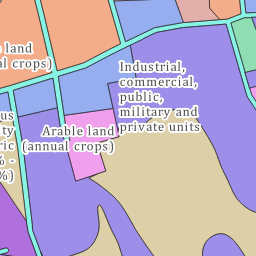 land
al crops)
Industrial,
commercial,
public,
military and
private units
us
ty
ric
% -
%)
Arable land
(annual crops)